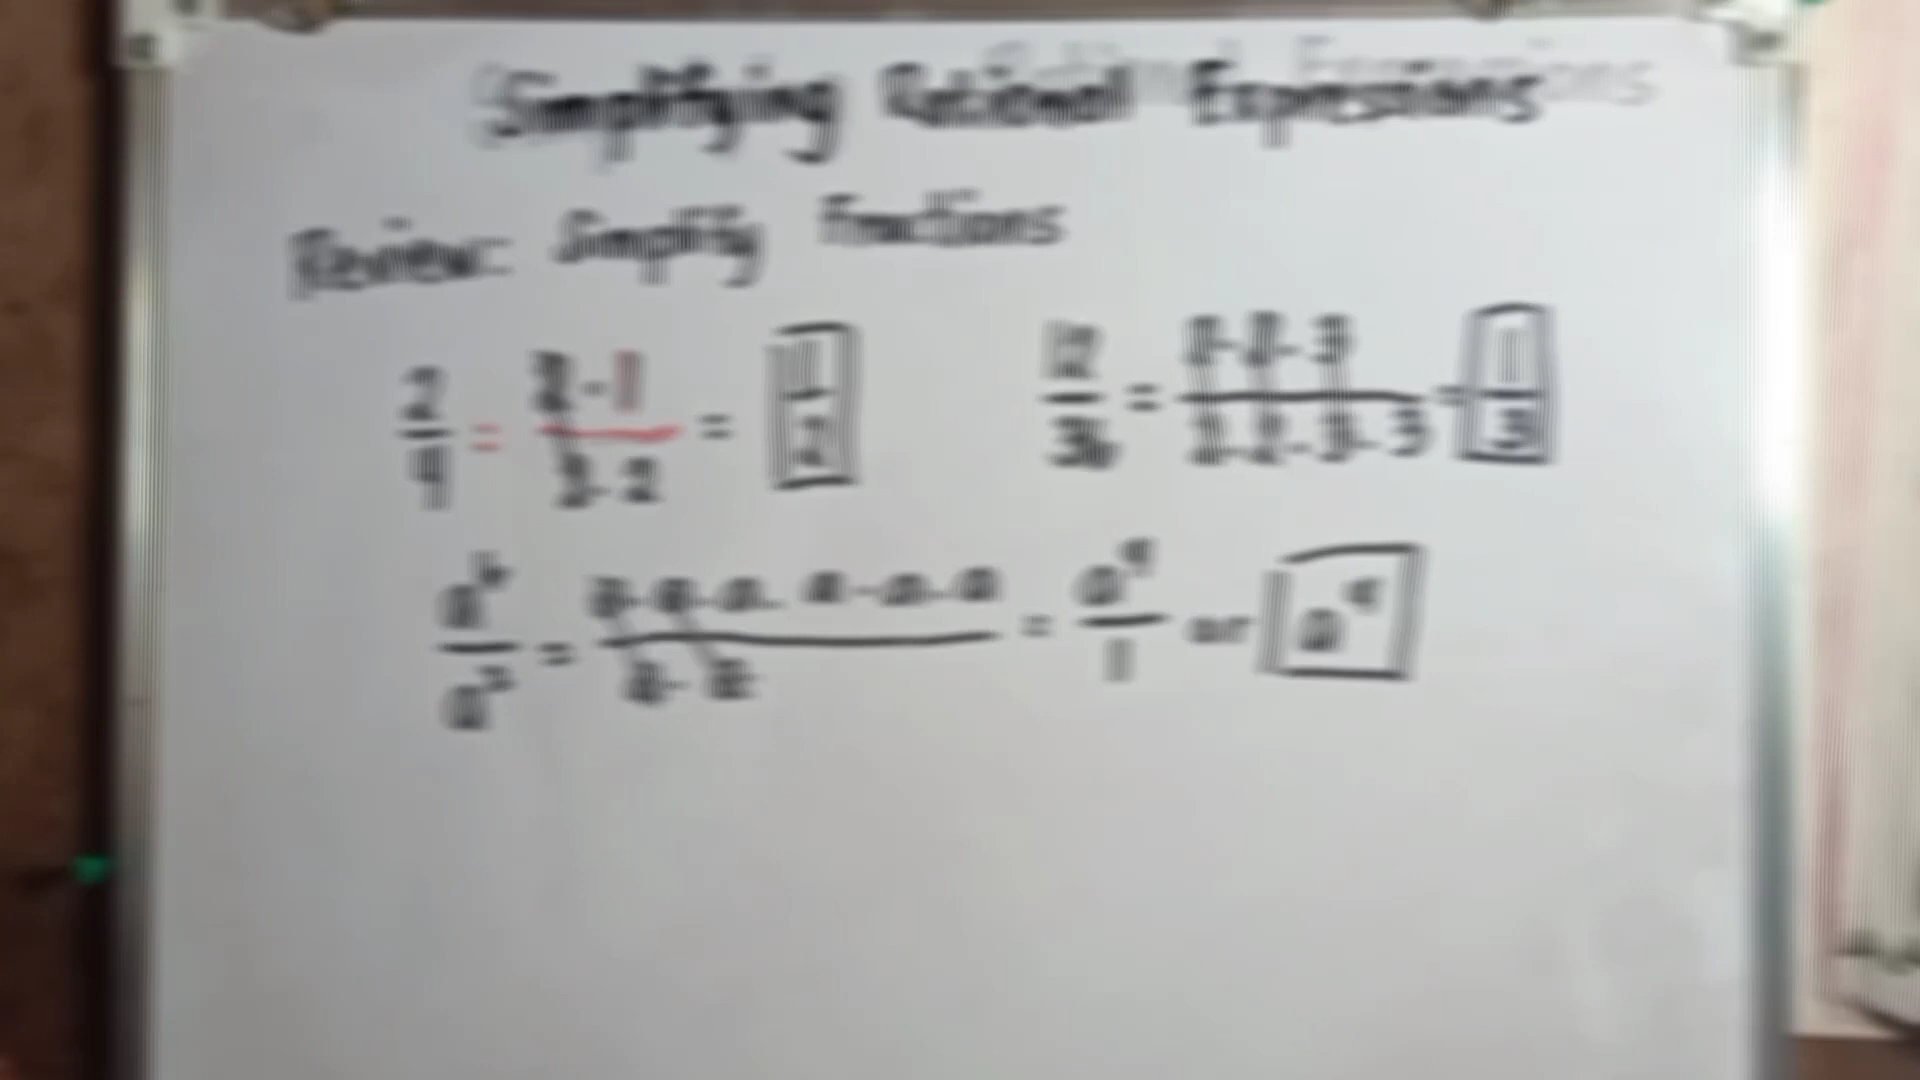 Simplifying Rational Expressions
Review: Simplify Fractions
2/4 = 2·1/2·2 = 1/2
12/36 = 2·2·3/2·2·3·3 = 1/3
a^6/a^2 = a·a·a·a·a·a/a·a = a^4/1 or a^4